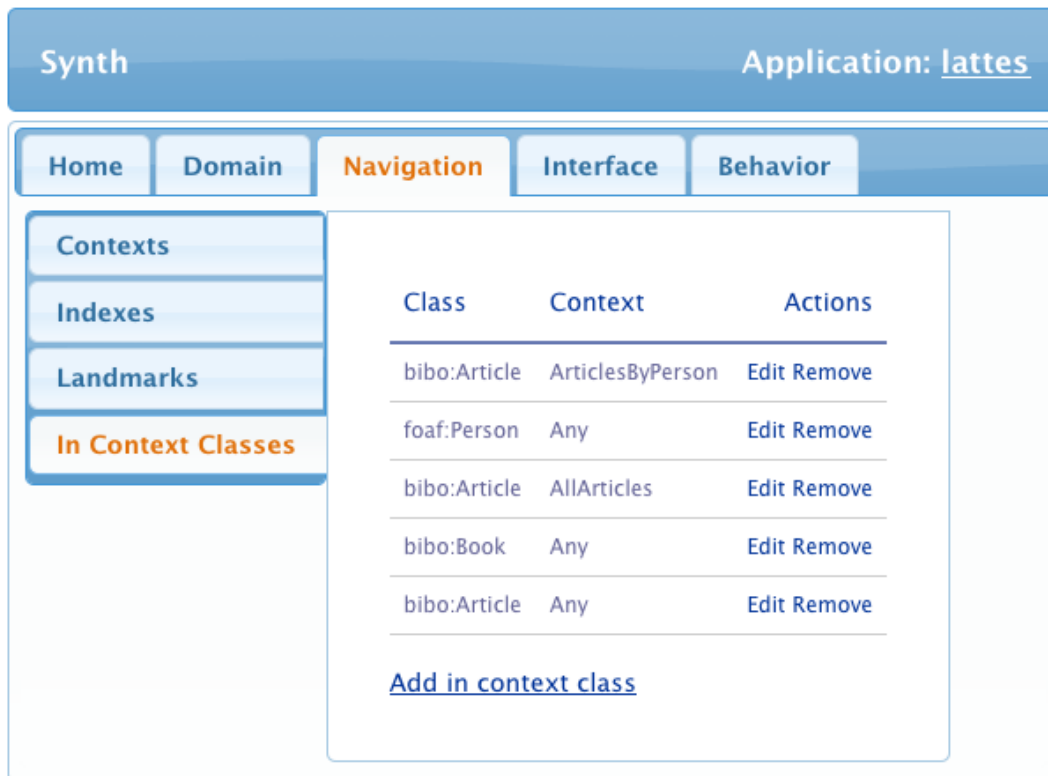 Synth Application: lattes
Home Domain Navigation Interface Behavior
Contexts
Indexes
Landmarks
In Context Classes
Class Context Actions
bibo:Article ArticlesByPerson Edit Remove
foaf:Person Any Edit Remove
bibo:Article AllArticles Edit Remove
bibo:Book Any Edit Remove
bibo:Article Any Edit Remove
Add in context class